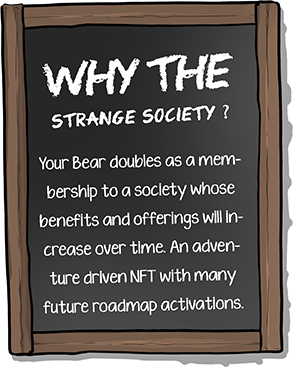 WHY THE
STRANGE SOCIETY ?
Your Bear doubles as a mem-
bership to a society whose
benefits and offerings will in-
crease over time. An adven-
ture driven NFT with many
future roadmap activations.